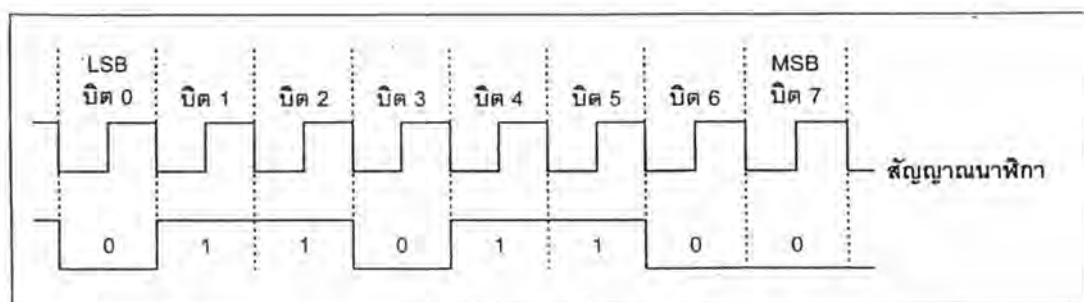 LSB
MSB
บิต 0 บิต 1 บิต 2 บิต 3 บิต 4 บิต 5 บิต 6 บิต 7
สัญญาณนาฬิกา
0 1 1 0 1 1 0 0